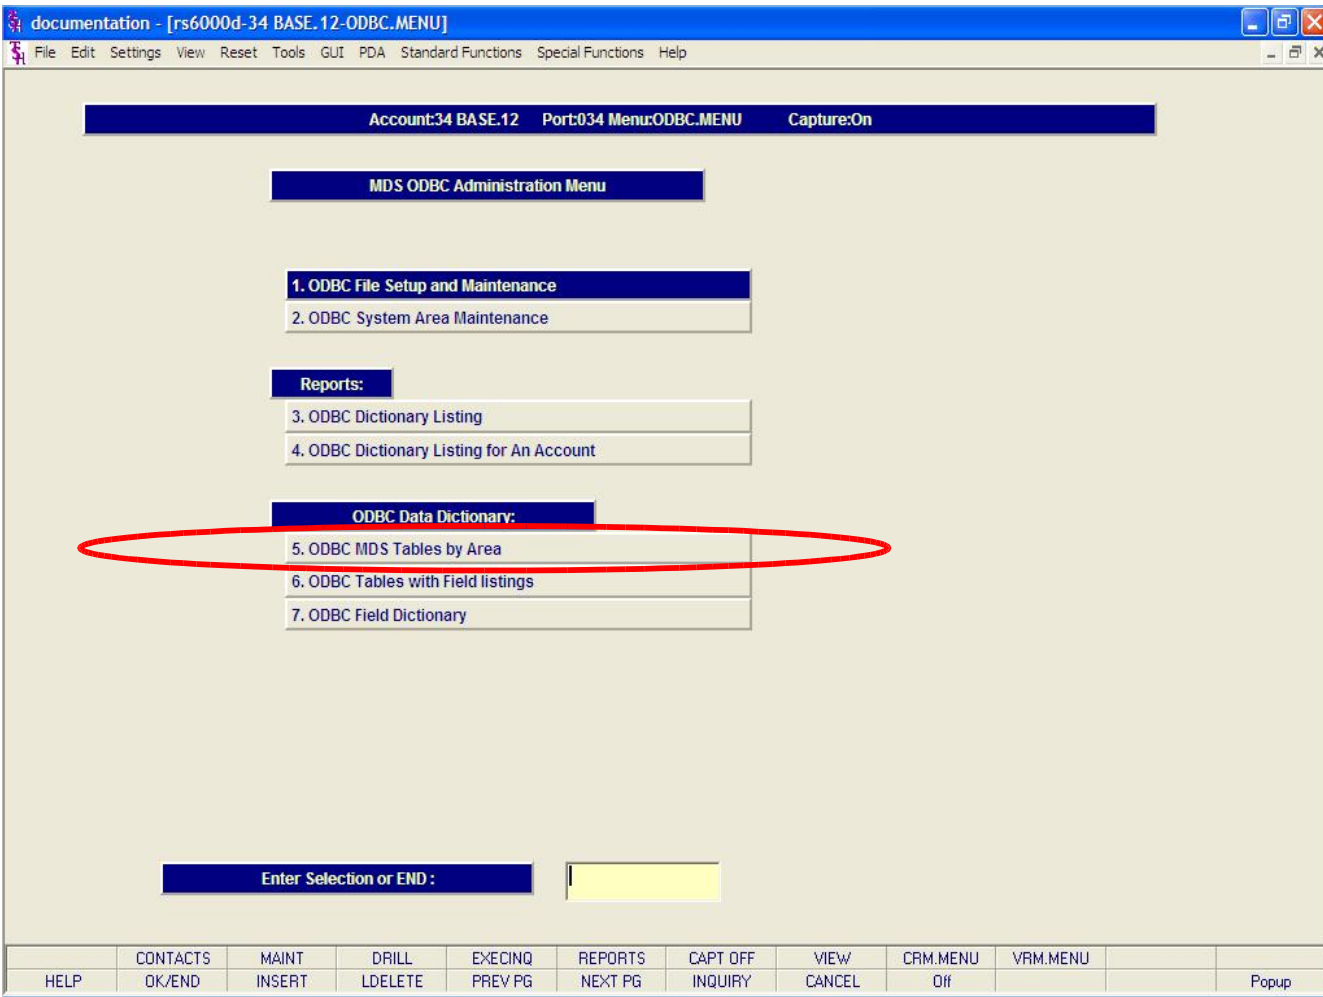 documentation - [rs6000d-34 BASE.12-ODBC.MENU]
File Edit Settings View Reset Tools GUI PDA Standard Functions Special Functions Help
Account:34 BASE.12 Port:034 Menu:ODBC.MENU Capture:On
MDS ODBC Administration Menu
1. ODBC File Setup and Maintenance
2. ODBC System Area Maintenance
Reports:
3. ODBC Dictionary Listing
4. ODBC Dictionary Listing for An Account
ODBC Data Dictionary:
5. ODBC MDS Tables by Area
6. ODBC Tables with Field listings
7. ODBC Field Dictionary
Enter Selection or END :
CONTACTS MAINT DRILL EXECINQ REPORTS CAPT OFF VIEW CRM.MENU VRM.MENU
HELP OK/END INSERT LDELETE PREV PG NEXT PG INQUIRY CANCEL Off Popup